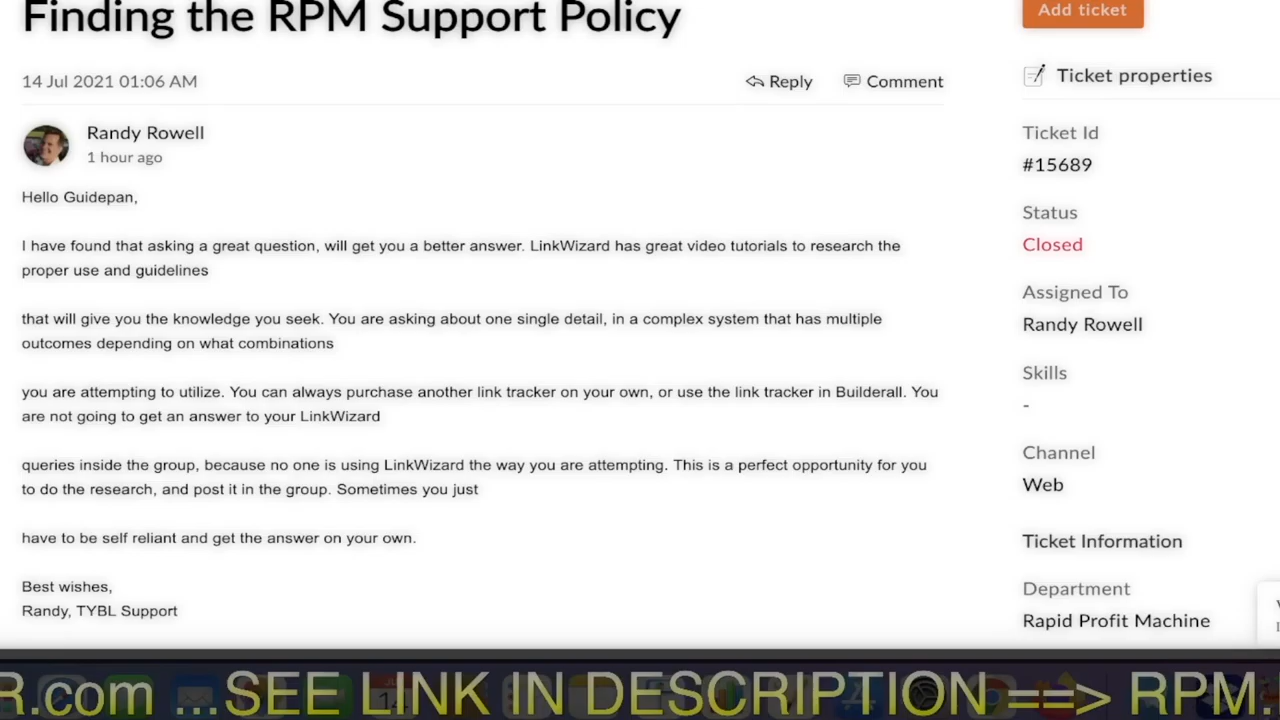 Finding the RPM Support Policy
Add ticket
14 Jul 2021 01:06 AM
Reply
Comment
Ticket properties
Randy Rowell
1 hour ago
Ticket Id
#15689
Hello Guidepan,
Status
Closed
I have found that asking a great question, will get you a better answer. LinkWizard has great video tutorials to research the
proper use and guidelines
Assigned To
Randy Rowell
that will give you the knowledge you seek. You are asking about one single detail, in a complex system that has multiple
outcomes depending on what combinations
Skills
-
you are attempting to utilize. You can always purchase another link tracker on your own, or use the link tracker in Builderall. You
are not going to get an answer to your LinkWizard
Channel
Web
queries inside the group, because no one is using LinkWizard the way you are attempting. This is a perfect opportunity for you
to do the research, and post it in the group. Sometimes you just
have to be self reliant and get the answer on your own.
Ticket Information
Best wishes,
Randy, TYBL Support
Department
Rapid Profit Machine
R.com ...SEE LINK IN DESCRIPTION ==> RPM.